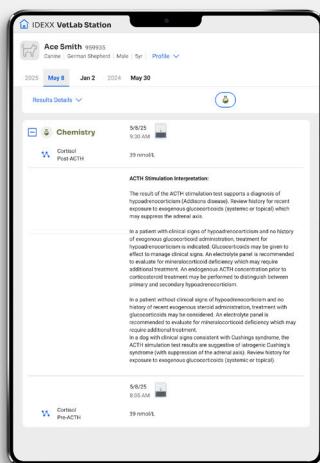 IDEXX VetLab Station
Ace Smith 959935
Canine German Shepherd Male 5yr Profile
2025 May 8 Jan 2 2024 May 30
Results Details
Chemistry
5/8/25
9:30 AM
Cortisol
Post-ACTH
39 nmol/L
ACTH Stimulation Interpretation:
The result of the ACTH stimulation test supports a diagnosis of
hypoadrenocorticism (Addisons disease). Review history for recent
exposure to exogenous glucocorticoids (systemic or topical) which
may suppress the adrenal axis.
In a patient with clinical signs of hypoadrenocorticism and no history
of exogenous glucocorticoid administration, treatment for
hypoadrenocorticism is indicated. Glucocorticoids may be given to
effect to manage clinical signs. An electrolyte panel is recommended
to evaluate for mineralocorticoid deficiency which may require
additional treatment. An endogenous ACTH concentration prior to
corticosteroid treatment may be performed to distinguish between
primary and secondary hypoadrenocorticism.
In a patient without clinical signs of hypoadrenocorticism and no
history of recent exogenous steroid administration, treatment with
glucocorticoids may be considered. An electrolyte panel is
recommended to evaluate for mineralocorticoid deficiency which may
require additional treatment.
In a dog with clinical signs consistent with Cushings syndrome, the
ACTH stimulation test results are suggestive of iatrogenic Cushing's
syndrome (with suppression of the adrenal axis). Review history for
exposure to exogenous glucocorticoids (systemic or topical).
5/8/25
8:05 AM
Cortisol
Pre-ACTH
39 nmol/L